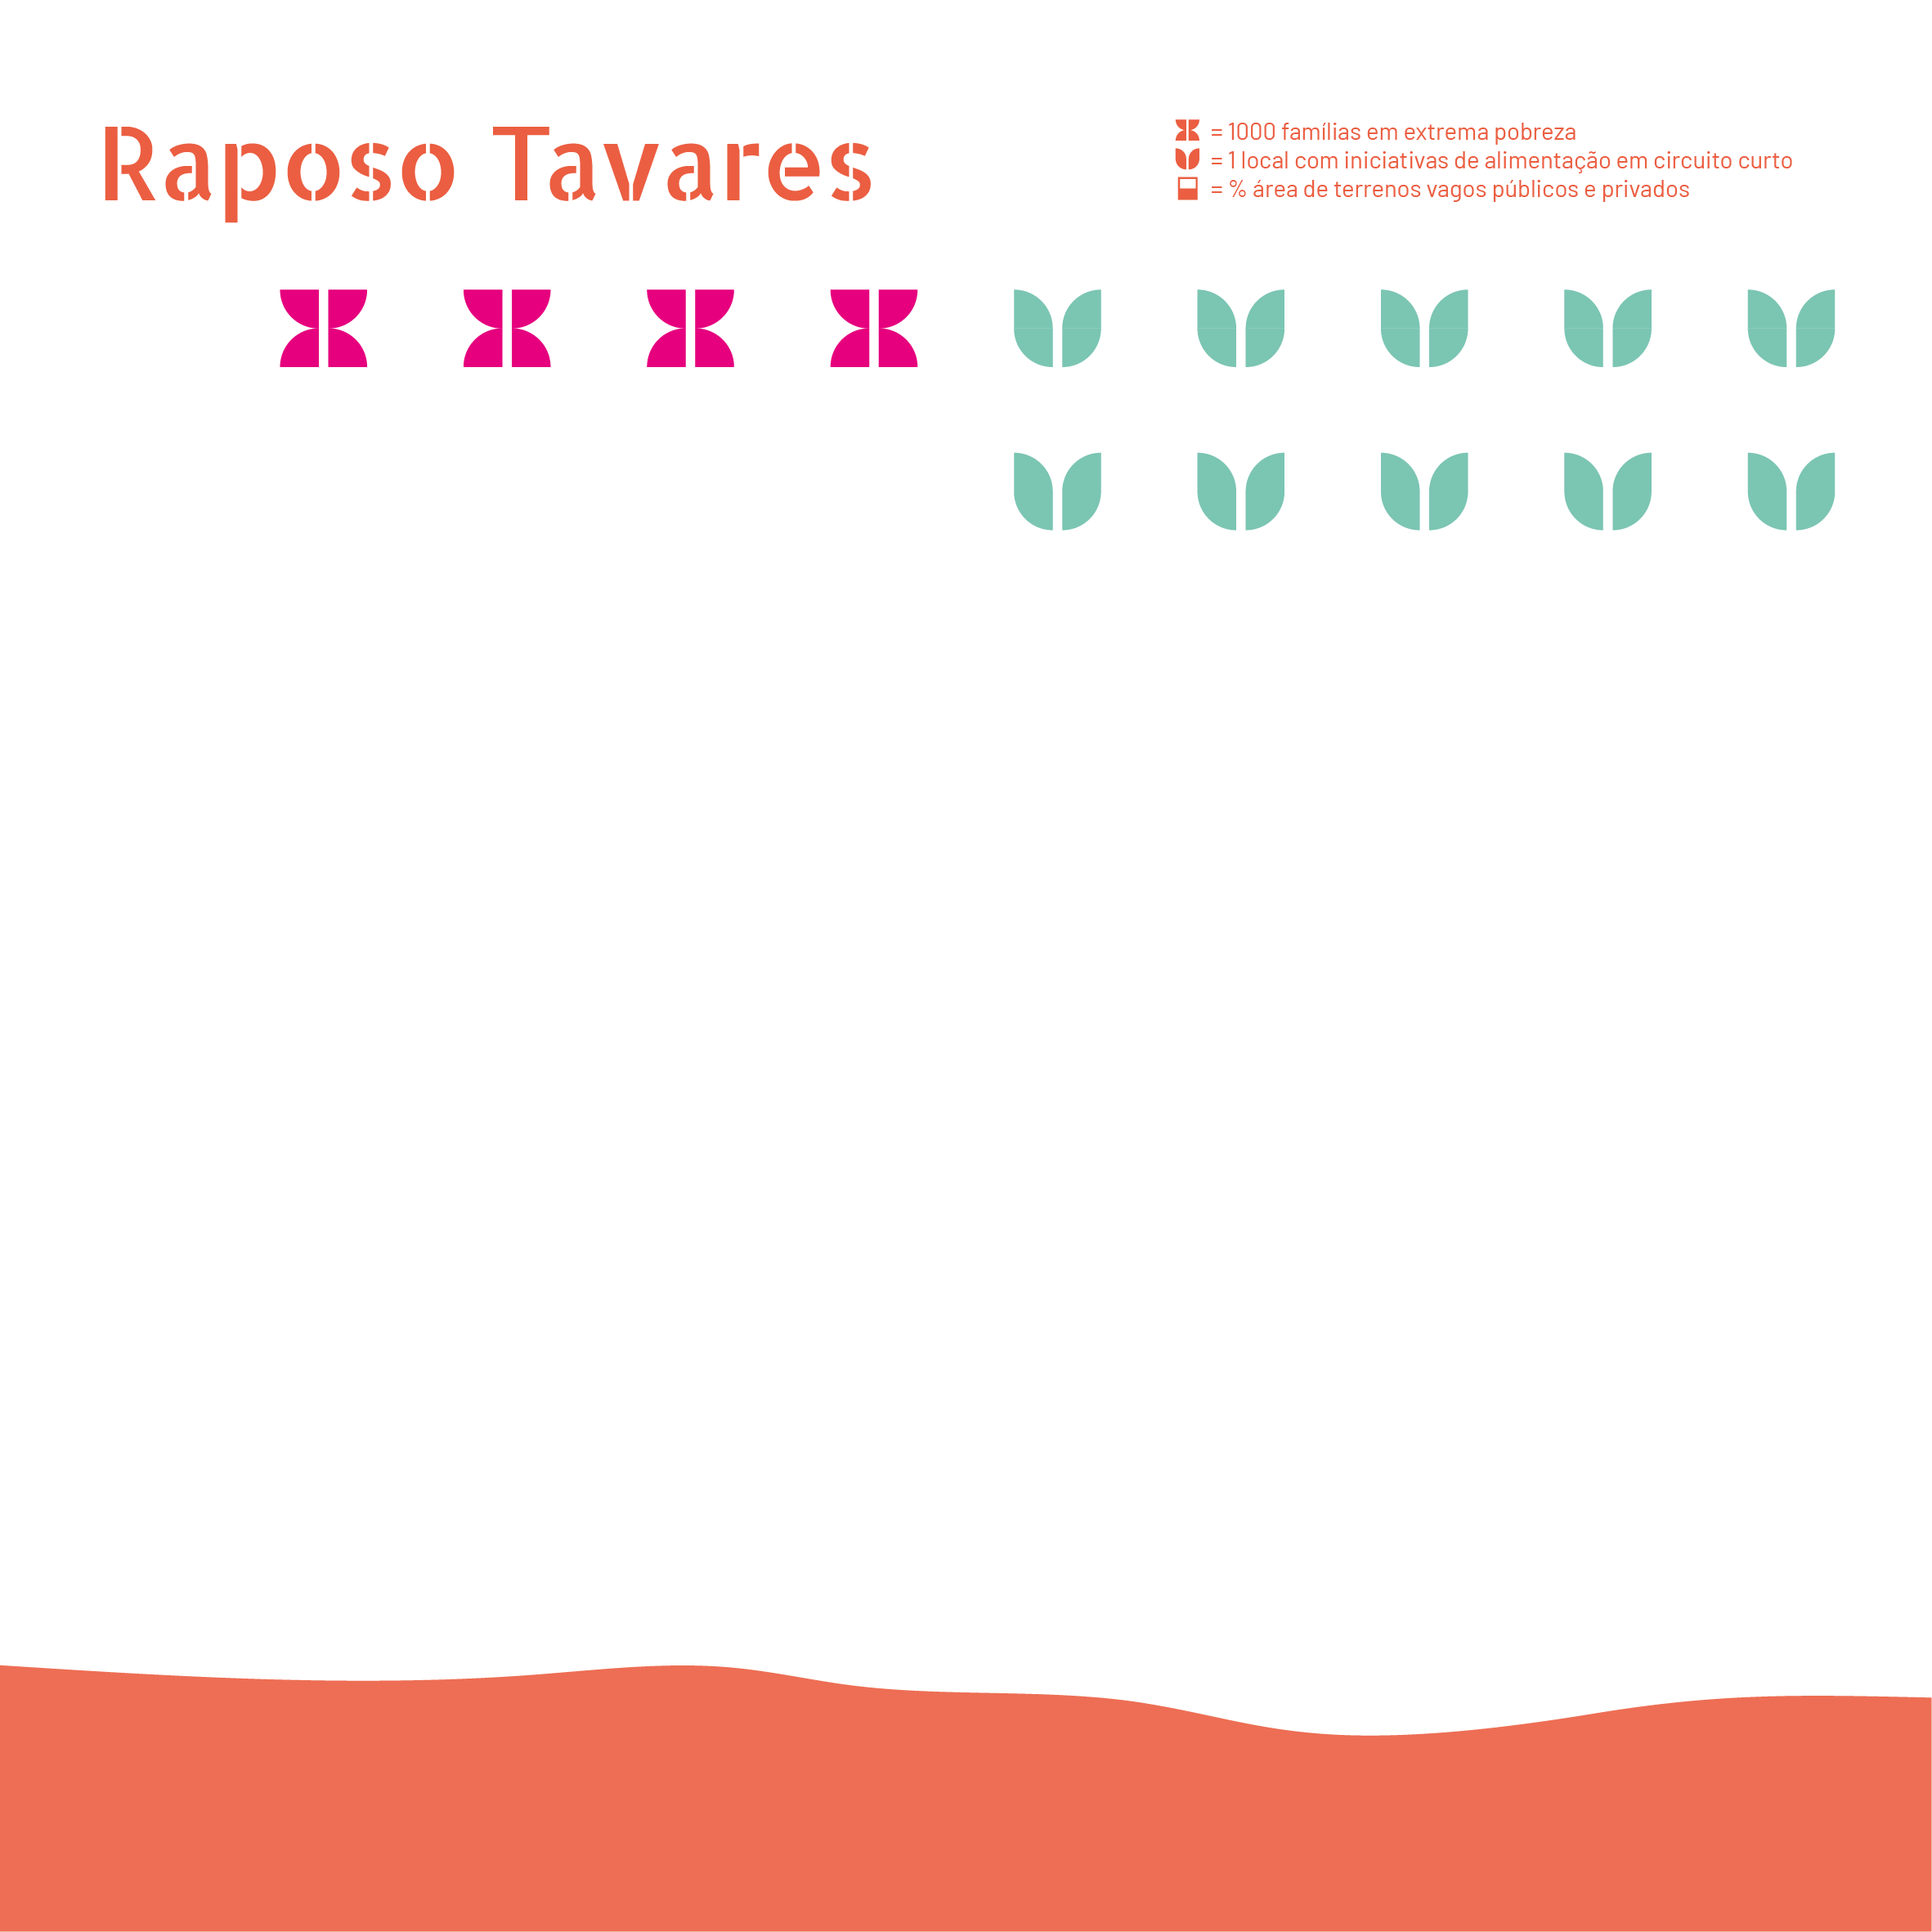 Raposo Tavares
= 1000 famílias em extrema pobreza
= 1 local com iniciativas de alimentação em circuito curto
= % área de terrenos vagos públicos e privados